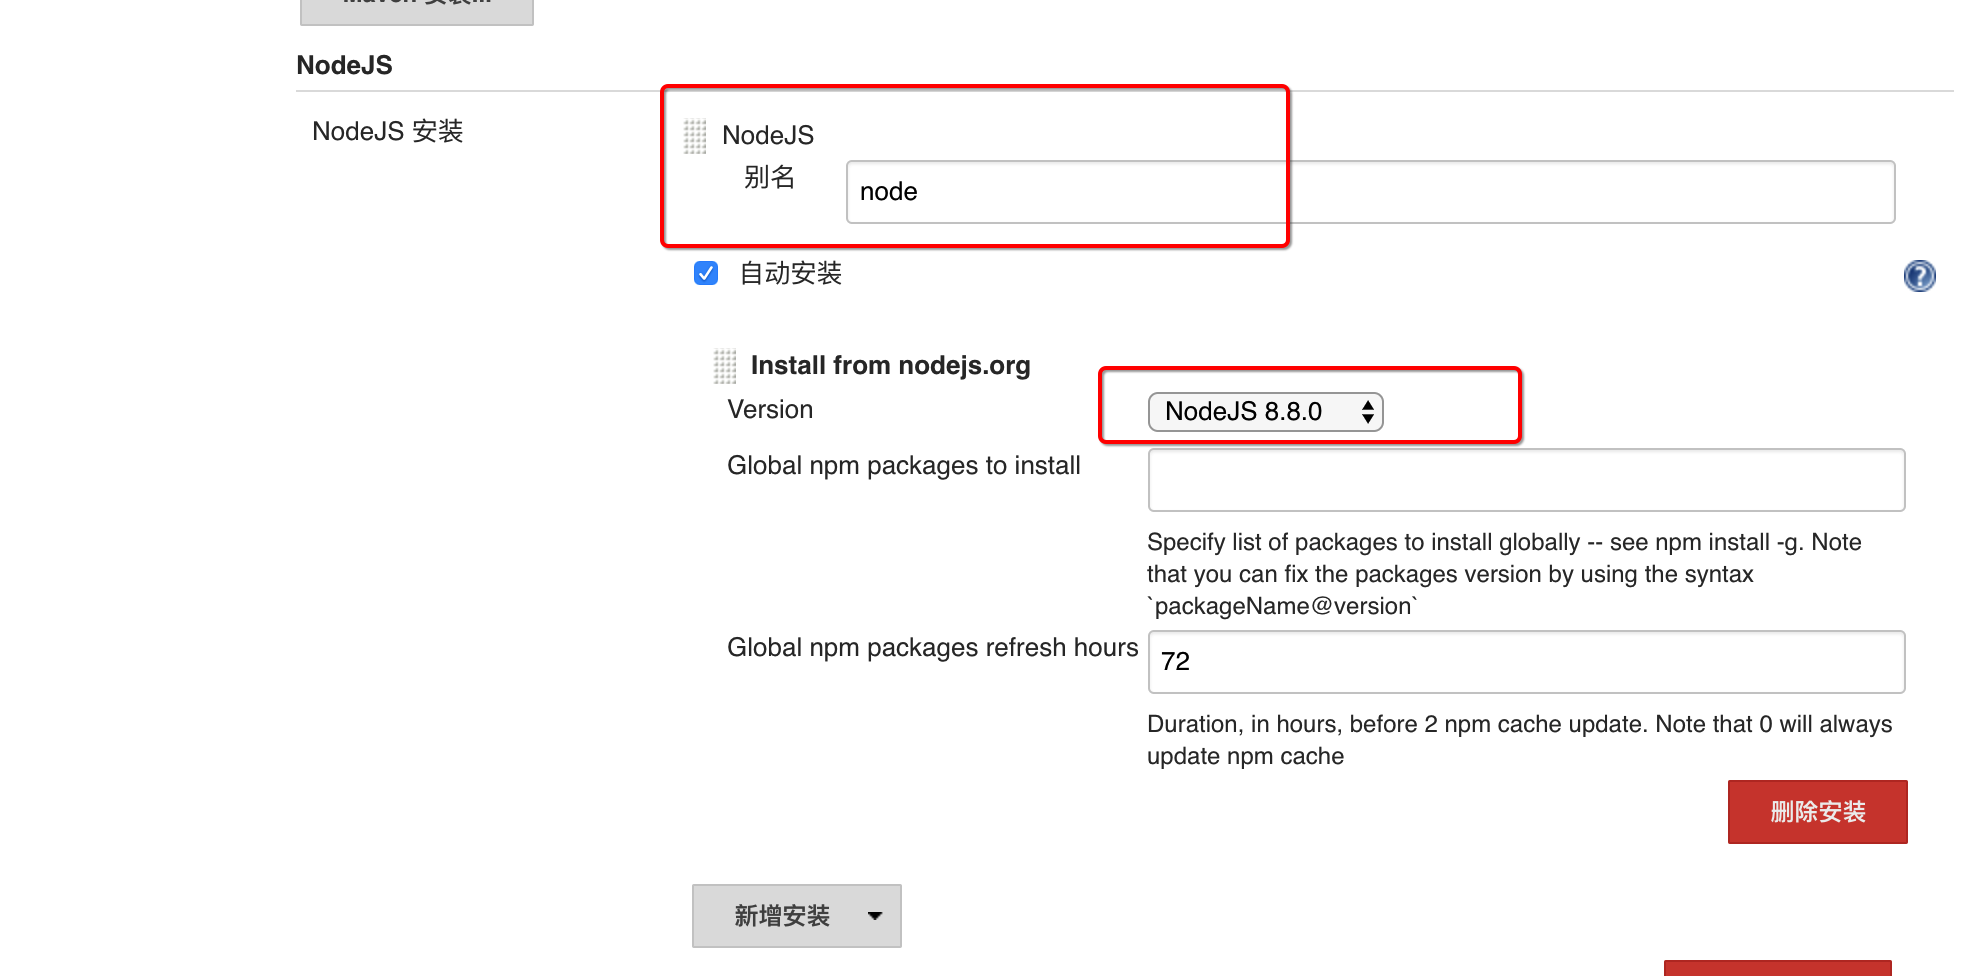 Maven 安装...
NodeJS
NodeJS 安装
NodeJS
别名
node
自动安装
Install from nodejs.org
Version
NodeJS 8.8.0
Global npm packages to install
Specify list of packages to install globally -- see npm install -g. Note
that you can fix the packages version by using the syntax
`packageName@version`
Global npm packages refresh hours
72
Duration, in hours, before 2 npm cache update. Note that 0 will always
update npm cache
删除安装
新增安装